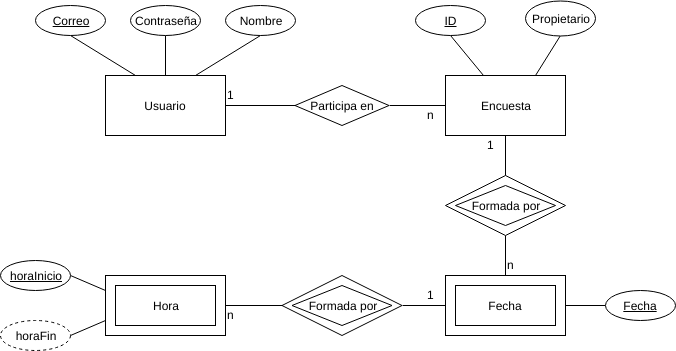 Correo
Contraseña
Nombre
ID
Propietario
Usuario
1
Participa en
n
Encuesta
1
Formada por
n
horaInicio
horaFin
Hora
n
Formada por
1
Fecha
Fecha